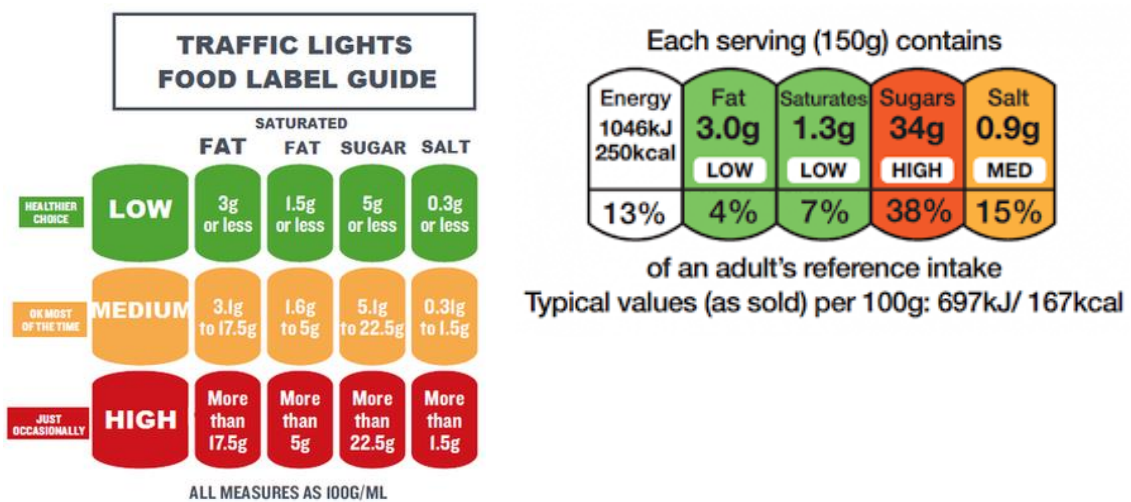 TRAFFIC LIGHTS
FOOD LABEL GUIDE
SATURATED
FAT FAT SUGAR SALT
HEALTHIER
CHOICE
LOW
3g
or less
1.5g
or less
5g
or less
0.3g
or less
OK MOST
OF THE TIME
MEDIUM
3.1g
to 17.5g
1.6g
to 5g
5.1g
to 22.5g
0.31g
to 1.5g
JUST
OCCASIONALLY
HIGH
More
than
17.5g
More
than
5g
More
than
22.5g
More
than
1.5g
ALL MEASURES AS 100G/ML
Each serving (150g) contains
Energy
1046kJ
250kcal
13%
Fat
3.0g
LOW
4%
Saturates
1.3g
LOW
7%
Sugars
34g
HIGH
38%
Salt
0.9g
MED
15%
of an adult's reference intake
Typical values (as sold) per 100g: 697kJ/ 167kcal